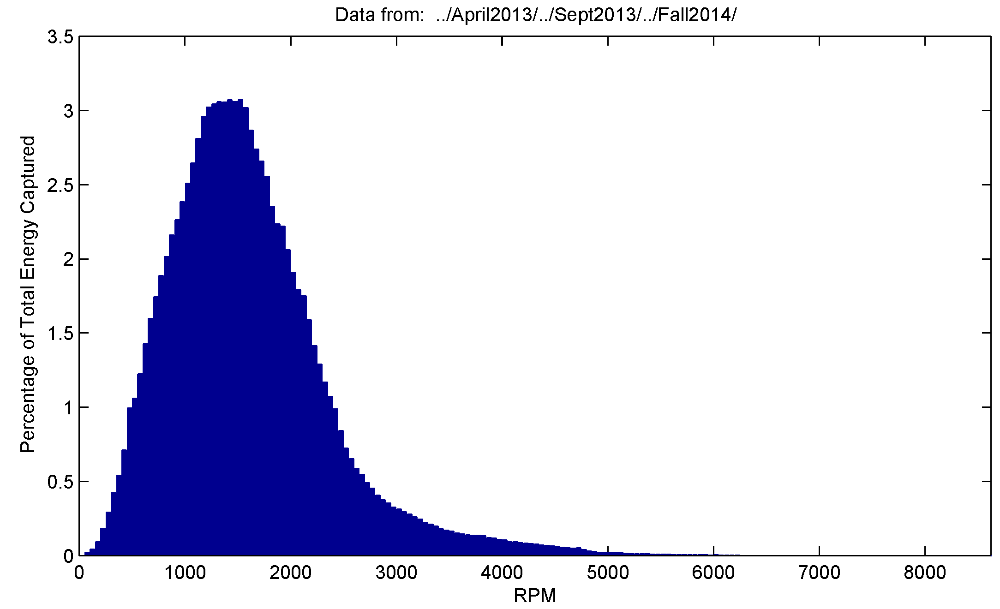 Data from:  ../April2013/../Sept2013/../Fall2014/
3.5
3
2.5
2
1.5
1
0.5
0
Percentage of Total Energy Captured
0 1000 2000 3000 4000 5000 6000 7000 8000
RPM